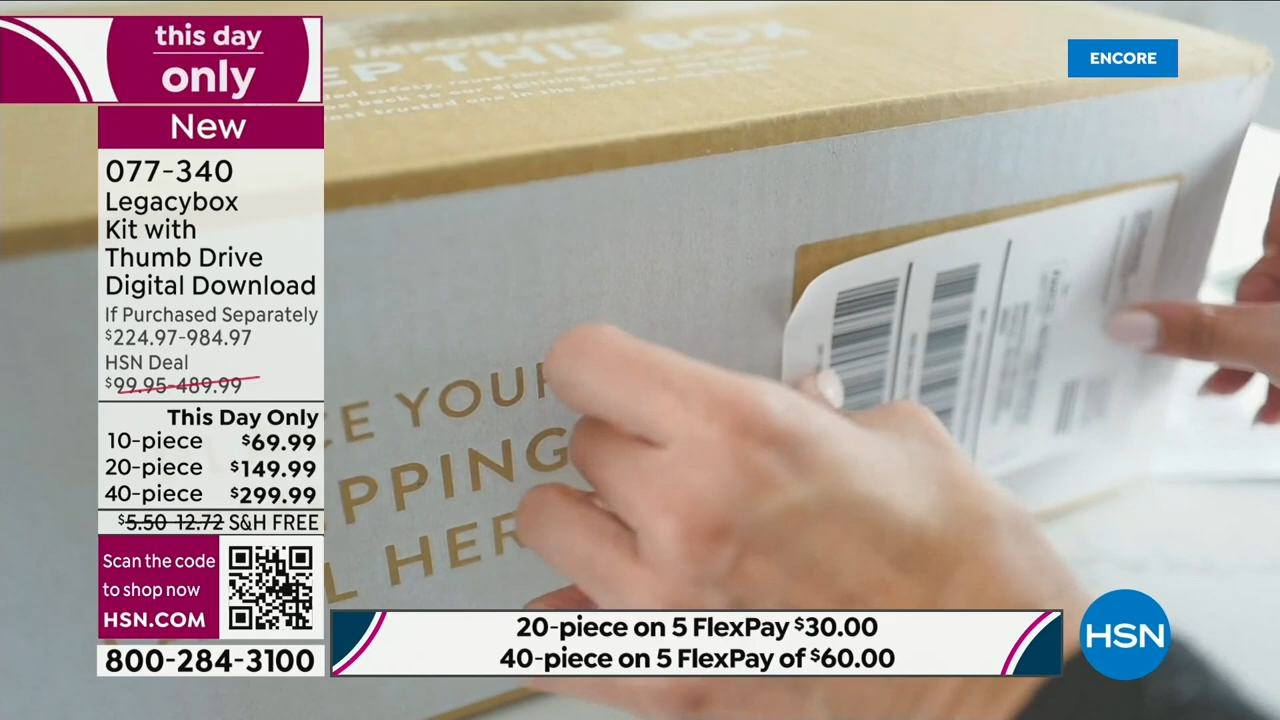 this day
only
New
077-340
Legacybox
Kit with
Thumb Drive
Digital Download
If Purchased Separately
$224.97-984.97
HSN Deal
$99.95-489.99
This Day Only
10-piece $69.99
20-piece $149.99
40-piece $299.99
$5.50-12.72 S&H FREE
Scan the code
to shop now
HSN.COM
800-284-3100
IMPORTANT
EP THIS BOX
CE YOUR
PPING
L HERE
ENCORE
20-piece on 5 FlexPay $30.00
40-piece on 5 FlexPay of $60.00
HSN